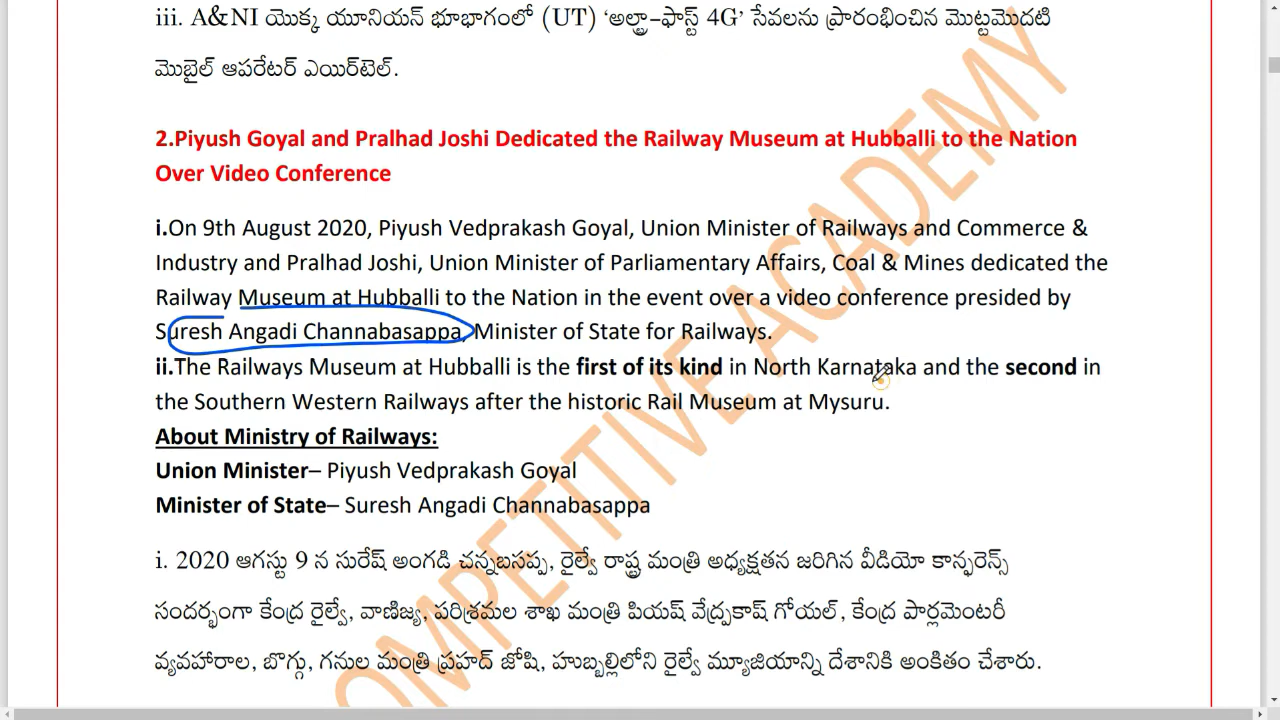 iii. A&NI యొక్క యూనియన్ భూభాగంలో (UT) ‘అల్ట్రా-ఫాస్ట్ 4G’ సేవలను ప్రారంభించిన మొట్టమొదటి
మొబైల్ ఆపరేటర్ ఎయిర్‌టెల్.
2.Piyush Goyal and Pralhad Joshi Dedicated the Railway Museum at Hubballi to the Nation
Over Video Conference
i.On 9th August 2020, Piyush Vedprakash Goyal, Union Minister of Railways and Commerce &
Industry and Pralhad Joshi, Union Minister of Parliamentary Affairs, Coal & Mines dedicated the
Railway Museum at Hubballi to the Nation in the event over a video conference presided by
Suresh Angadi Channabasappa, Minister of State for Railways.
ii.The Railways Museum at Hubballi is the first of its kind in North Karnataka and the second in
the Southern Western Railways after the historic Rail Museum at Mysuru.
About Ministry of Railways:
Union Minister– Piyush Vedprakash Goyal
Minister of State– Suresh Angadi Channabasappa
i. 2020 ఆగస్టు 9 న సురేష్ అంగడి చన్నబసప్ప, రైల్వే రాష్ట్ర మంత్రి అధ్యక్షతన జరిగిన వీడియో కాన్ఫరెన్స్
సందర్భంగా కేంద్ర రైల్వే, వాణిజ్య, పరిశ్రమల శాఖ మంత్రి పియష్ వేద్ప్రకాష్ గోయల్, కేంద్ర పార్లమెంటరీ
వ్యవహారాల, బొగ్గు, గనుల మంత్రి ప్రహద్ జోషి, హుబ్బల్లిలోని రైల్వే మ్యూజియాన్ని దేశానికి అంకితం చేశారు.
COMPETITIVE ACADEMY